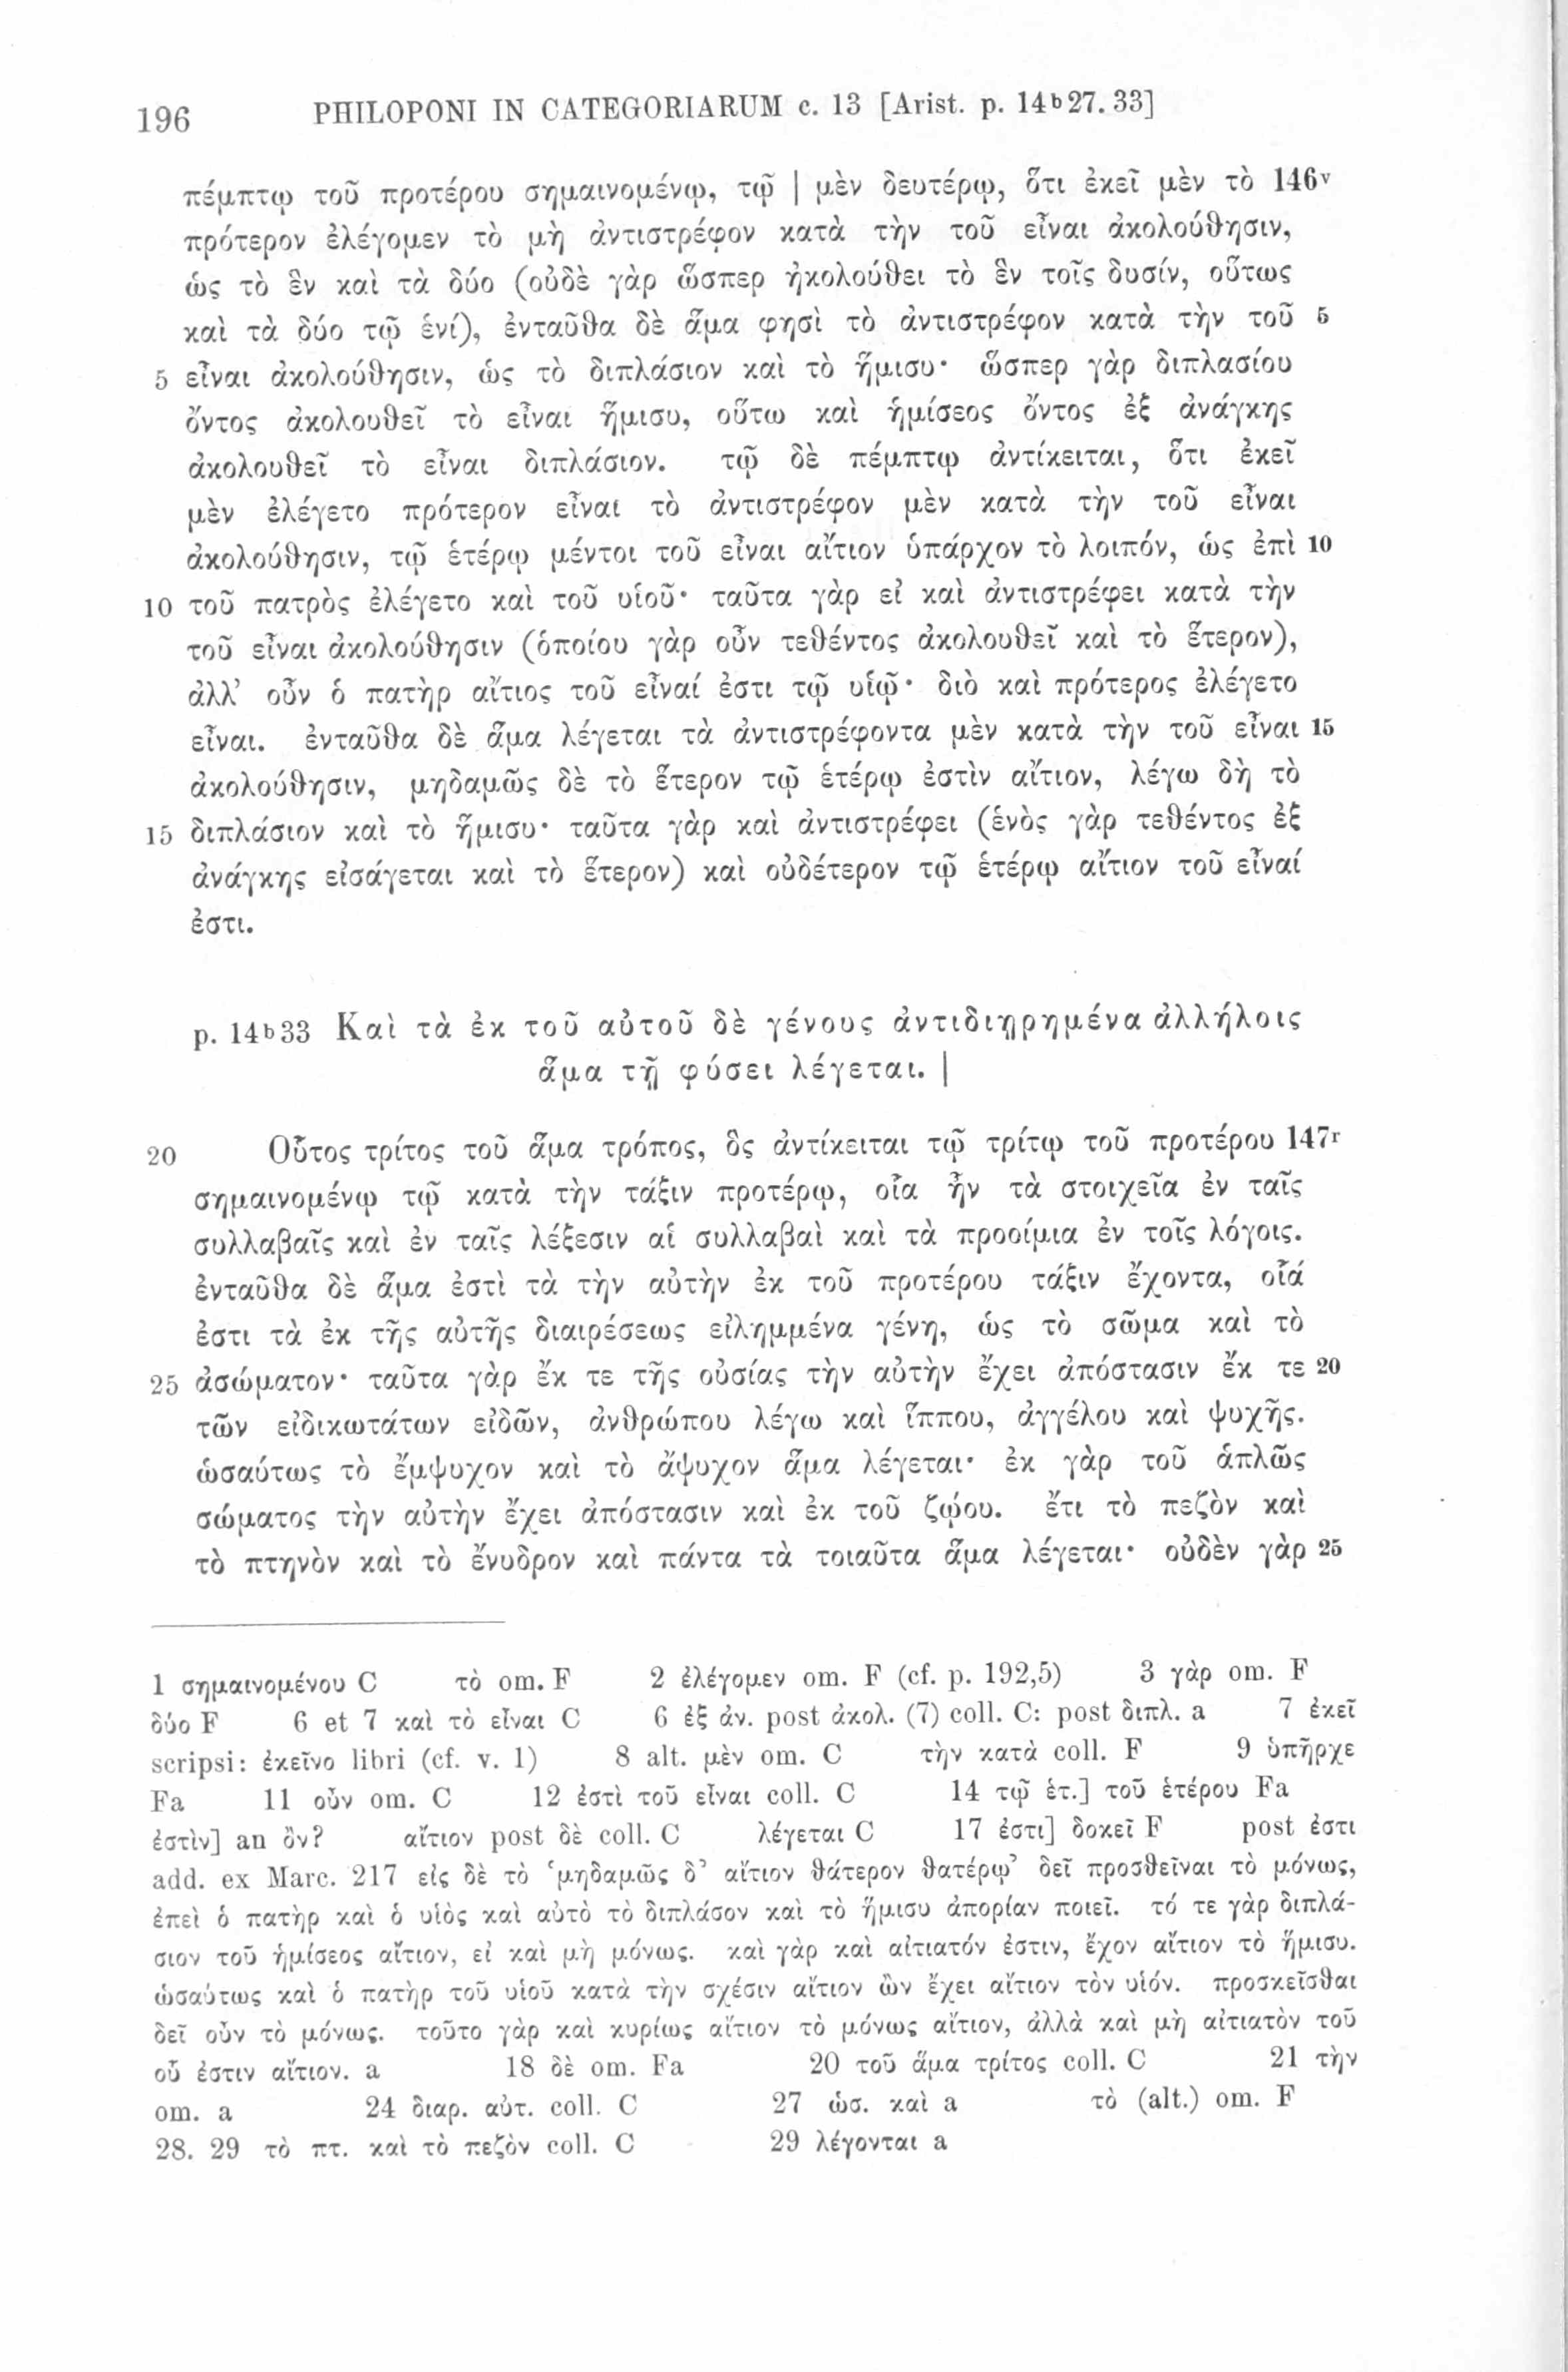 196 PHILOPONI IN CATEGORIARUM c. 13 [Arist. p. 14b27. 33]
πέμπτῳ τοῦ προτέρου σημαινομένῳ, τῷ | μὲν δευτέρῳ, ὅτι ἐκεῖ μὲν τὸ 146v
πρότερον ἐλέγομεν τὸ μὴ ἀντιστρέφον κατὰ τὴν τοῦ εἶναι ἀκολούθησιν,
ὡς τὸ ἓν καὶ τὰ δύο (οὐδὲ γὰρ ὥσπερ ἠκολούθει τὸ ἓν τοῖς δυσίν, οὕτως
καὶ τὰ δύο τῷ ἑνί), ἐνταῦθα δὲ ἅμα φησὶ τὸ ἀντιστρέφον κατὰ τὴν τοῦ 5
5 εἶναι ἀκολούθησιν, ὡς τὸ διπλάσιον καὶ τὸ ἥμισυ· ὥσπερ γὰρ διπλασίου
ὄντος ἀκολουθεῖ τὸ εἶναι ἥμισυ, οὕτω καὶ ἡμίσεος ὄντος ἐξ ἀνάγκης
ἀκολουθεῖ τὸ εἶναι διπλάσιον. τῷ δὲ πέμπτῳ ἀντίκειται, ὅτι ἐκεῖ
μὲν ἐλέγετο πρότερον εἶναι τὸ ἀντιστρέφον μὲν κατὰ τὴν τοῦ εἶναι
ἀκολούθησιν, τῷ ἑτέρῳ μέντοι τοῦ εἶναι αἴτιον ὑπάρχον τὸ λοιπόν, ὡς ἐπὶ 10
10 τοῦ πατρὸς ἐλέγετο καὶ τοῦ υἱοῦ· ταῦτα γὰρ εἰ καὶ ἀντιστρέφει κατὰ τὴν
τοῦ εἶναι ἀκολούθησιν (ὁποίου γὰρ οὖν τεθέντος ἀκολουθεῖ καὶ τὸ ἕτερον),
ἀλλ’ οὖν ὁ πατὴρ αἴτιος τοῦ εἶναί ἐστι τῷ υἱῷ· διὸ καὶ πρότερος ἐλέγετο
εἶναι. ἐνταῦθα δὲ ἅμα λέγεται τὰ ἀντιστρέφοντα μὲν κατὰ τὴν τοῦ εἶναι 15
ἀκολούθησιν, μηδαμῶς δὲ τὸ ἕτερον τῷ ἑτέρῳ ἐστὶν αἴτιον, λέγω δὴ τὸ
15 διπλάσιον καὶ τὸ ἥμισυ· ταῦτα γὰρ καὶ ἀντιστρέφει (ἑνὸς γὰρ τεθέντος ἐξ
ἀνάγκης εἰσάγεται καὶ τὸ ἕτερον) καὶ οὐδέτερον τῷ ἑτέρῳ αἴτιον τοῦ εἶναί
ἐστι.
p. 14b33 Καὶ τὰ ἐκ τοῦ αὐτοῦ δὲ γένους ἀντιδιῃρημένα ἀλλήλοις
ἅμα τῇ φύσει λέγεται. |
20 Οὗτος τρίτος τοῦ ἅμα τρόπος, ὃς ἀντίκειται τῷ τρίτῳ τοῦ προτέρου 147r
σημαινομένῳ τῷ κατὰ τὴν τάξιν προτέρῳ, οἷα ἦν τὰ στοιχεῖα ἐν ταῖς
συλλαβαῖς καὶ ἐν ταῖς λέξεσιν αἱ συλλαβαὶ καὶ τὰ προοίμια ἐν τοῖς λόγοις.
ἐνταῦθα δὲ ἅμα ἐστὶ τὰ τὴν αὐτὴν ἐκ τοῦ προτέρου τάξιν ἔχοντα, οἷά
ἐστι τὰ ἐκ τῆς αὐτῆς διαιρέσεως εἰλημμένα γένη, ὡς τὸ σῶμα καὶ τὸ
25 ἀσώματον· ταῦτα γὰρ ἔκ τε τῆς οὐσίας τὴν αὐτὴν ἔχει ἀπόστασιν ἔκ τε 20
τῶν εἰδικωτάτων εἰδῶν, ἀνθρώπου λέγω καὶ ἵππου, ἀγγέλου καὶ ψυχῆς.
ὡσαύτως τὸ ἔμψυχον καὶ τὸ ἄψυχον ἅμα λέγεται· ἐκ γὰρ τοῦ ἁπλῶς
σώματος τὴν αὐτὴν ἔχει ἀπόστασιν καὶ ἐκ τοῦ ζῴου. ἔτι τὸ πεζὸν καὶ
τὸ πτηνὸν καὶ τὸ ἔνυδρον καὶ πάντα τὰ τοιαῦτα ἅμα λέγεται· οὐδὲν γὰρ 25
1 σημαινομένου C τὸ om. F 2 ἐλέγομεν om. F (cf. p. 192,5) 3 γὰρ om. F
δύο F 6 et 7 καὶ τὸ εἶναι C 6 ἐξ ἀν. post ἀκολ. (7) coll. C: post διπλ. a 7 ἐκεῖ
scripsi: ἐκεῖνο libri (cf. v. 1) 8 alt. μὲν om. C τὴν κατὰ coll. F 9 ὑπῆρχε
Fa 11 οὖν om. C 12 ἐστὶ τοῦ εἶναι coll. C 14 τῷ ἑτ.] τοῦ ἑτέρου Fa
ἐστὶν] an ὂν? αἴτιον post δὲ coll. C λέγεται C 17 ἐστι] δοκεῖ F post ἐστι
add. ex Marc. 217 εἰς δὲ τὸ ‘μηδαμῶς δ’ αἴτιον θάτερον θατέρῳ’ δεῖ προσθεῖναι τὸ μόνως,
ἐπεὶ ὁ πατὴρ καὶ ὁ υἱὸς καὶ αὐτὸ τὸ διπλάσον καὶ τὸ ἥμισυ ἀπορίαν ποιεῖ. τό τε γὰρ διπλά-
σιον τοῦ ἡμίσεος αἴτιον, εἰ καὶ μὴ μόνως. καὶ γὰρ καὶ αἰτιατόν ἐστιν, ἔχον αἴτιον τὸ ἥμισυ.
ὡσαύτως καὶ ὁ πατὴρ τοῦ υἱοῦ κατὰ τὴν σχέσιν αἴτιον ὢν ἔχει αἴτιον τὸν υἱόν. προσκεῖσθαι
δεῖ οὖν τὸ μόνως. τοῦτο γὰρ καὶ κυρίως αἴτιον τὸ μόνως αἴτιον, ἀλλὰ καὶ μὴ αἰτιατὸν τοῦ
οὗ ἐστιν αἴτιον. a 18 δὲ om. Fa 20 τοῦ ἅμα τρίτος coll. C 21 τὴν
om. a 24 διαρ. αὐτ. coll. C 27 ὡσ. καὶ a τὸ (alt.) om. F
28. 29 τὸ πτ. καὶ τὸ πεζὸν coll. C 29 λέγονται a